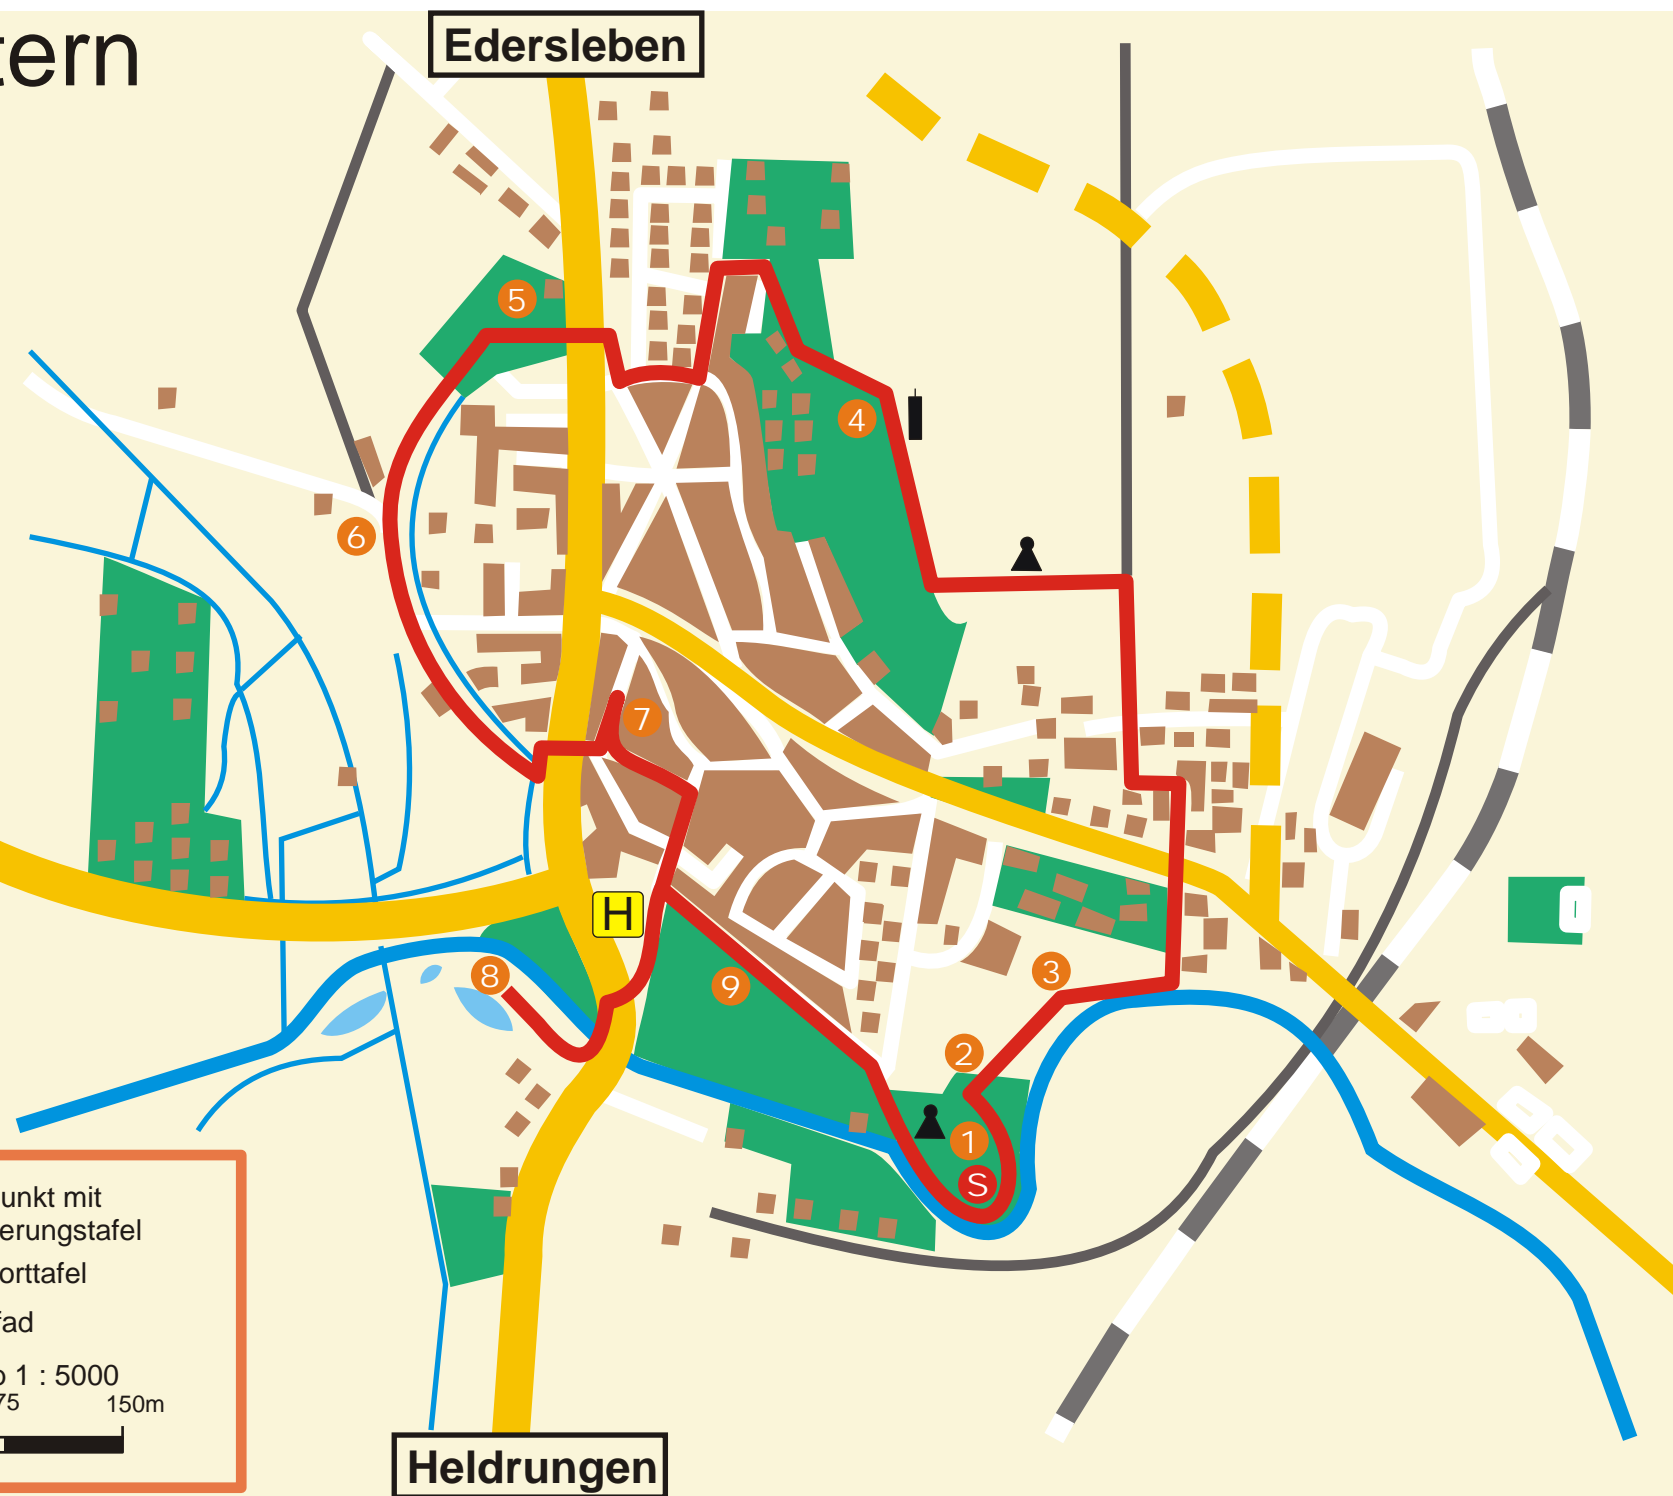 tern
Edersleben
5
4
6
7
H
8
9
3
2
1
S
unkt mit
erungstafel
orttafel
fad
1 : 5000
75 150m
Heldrungen